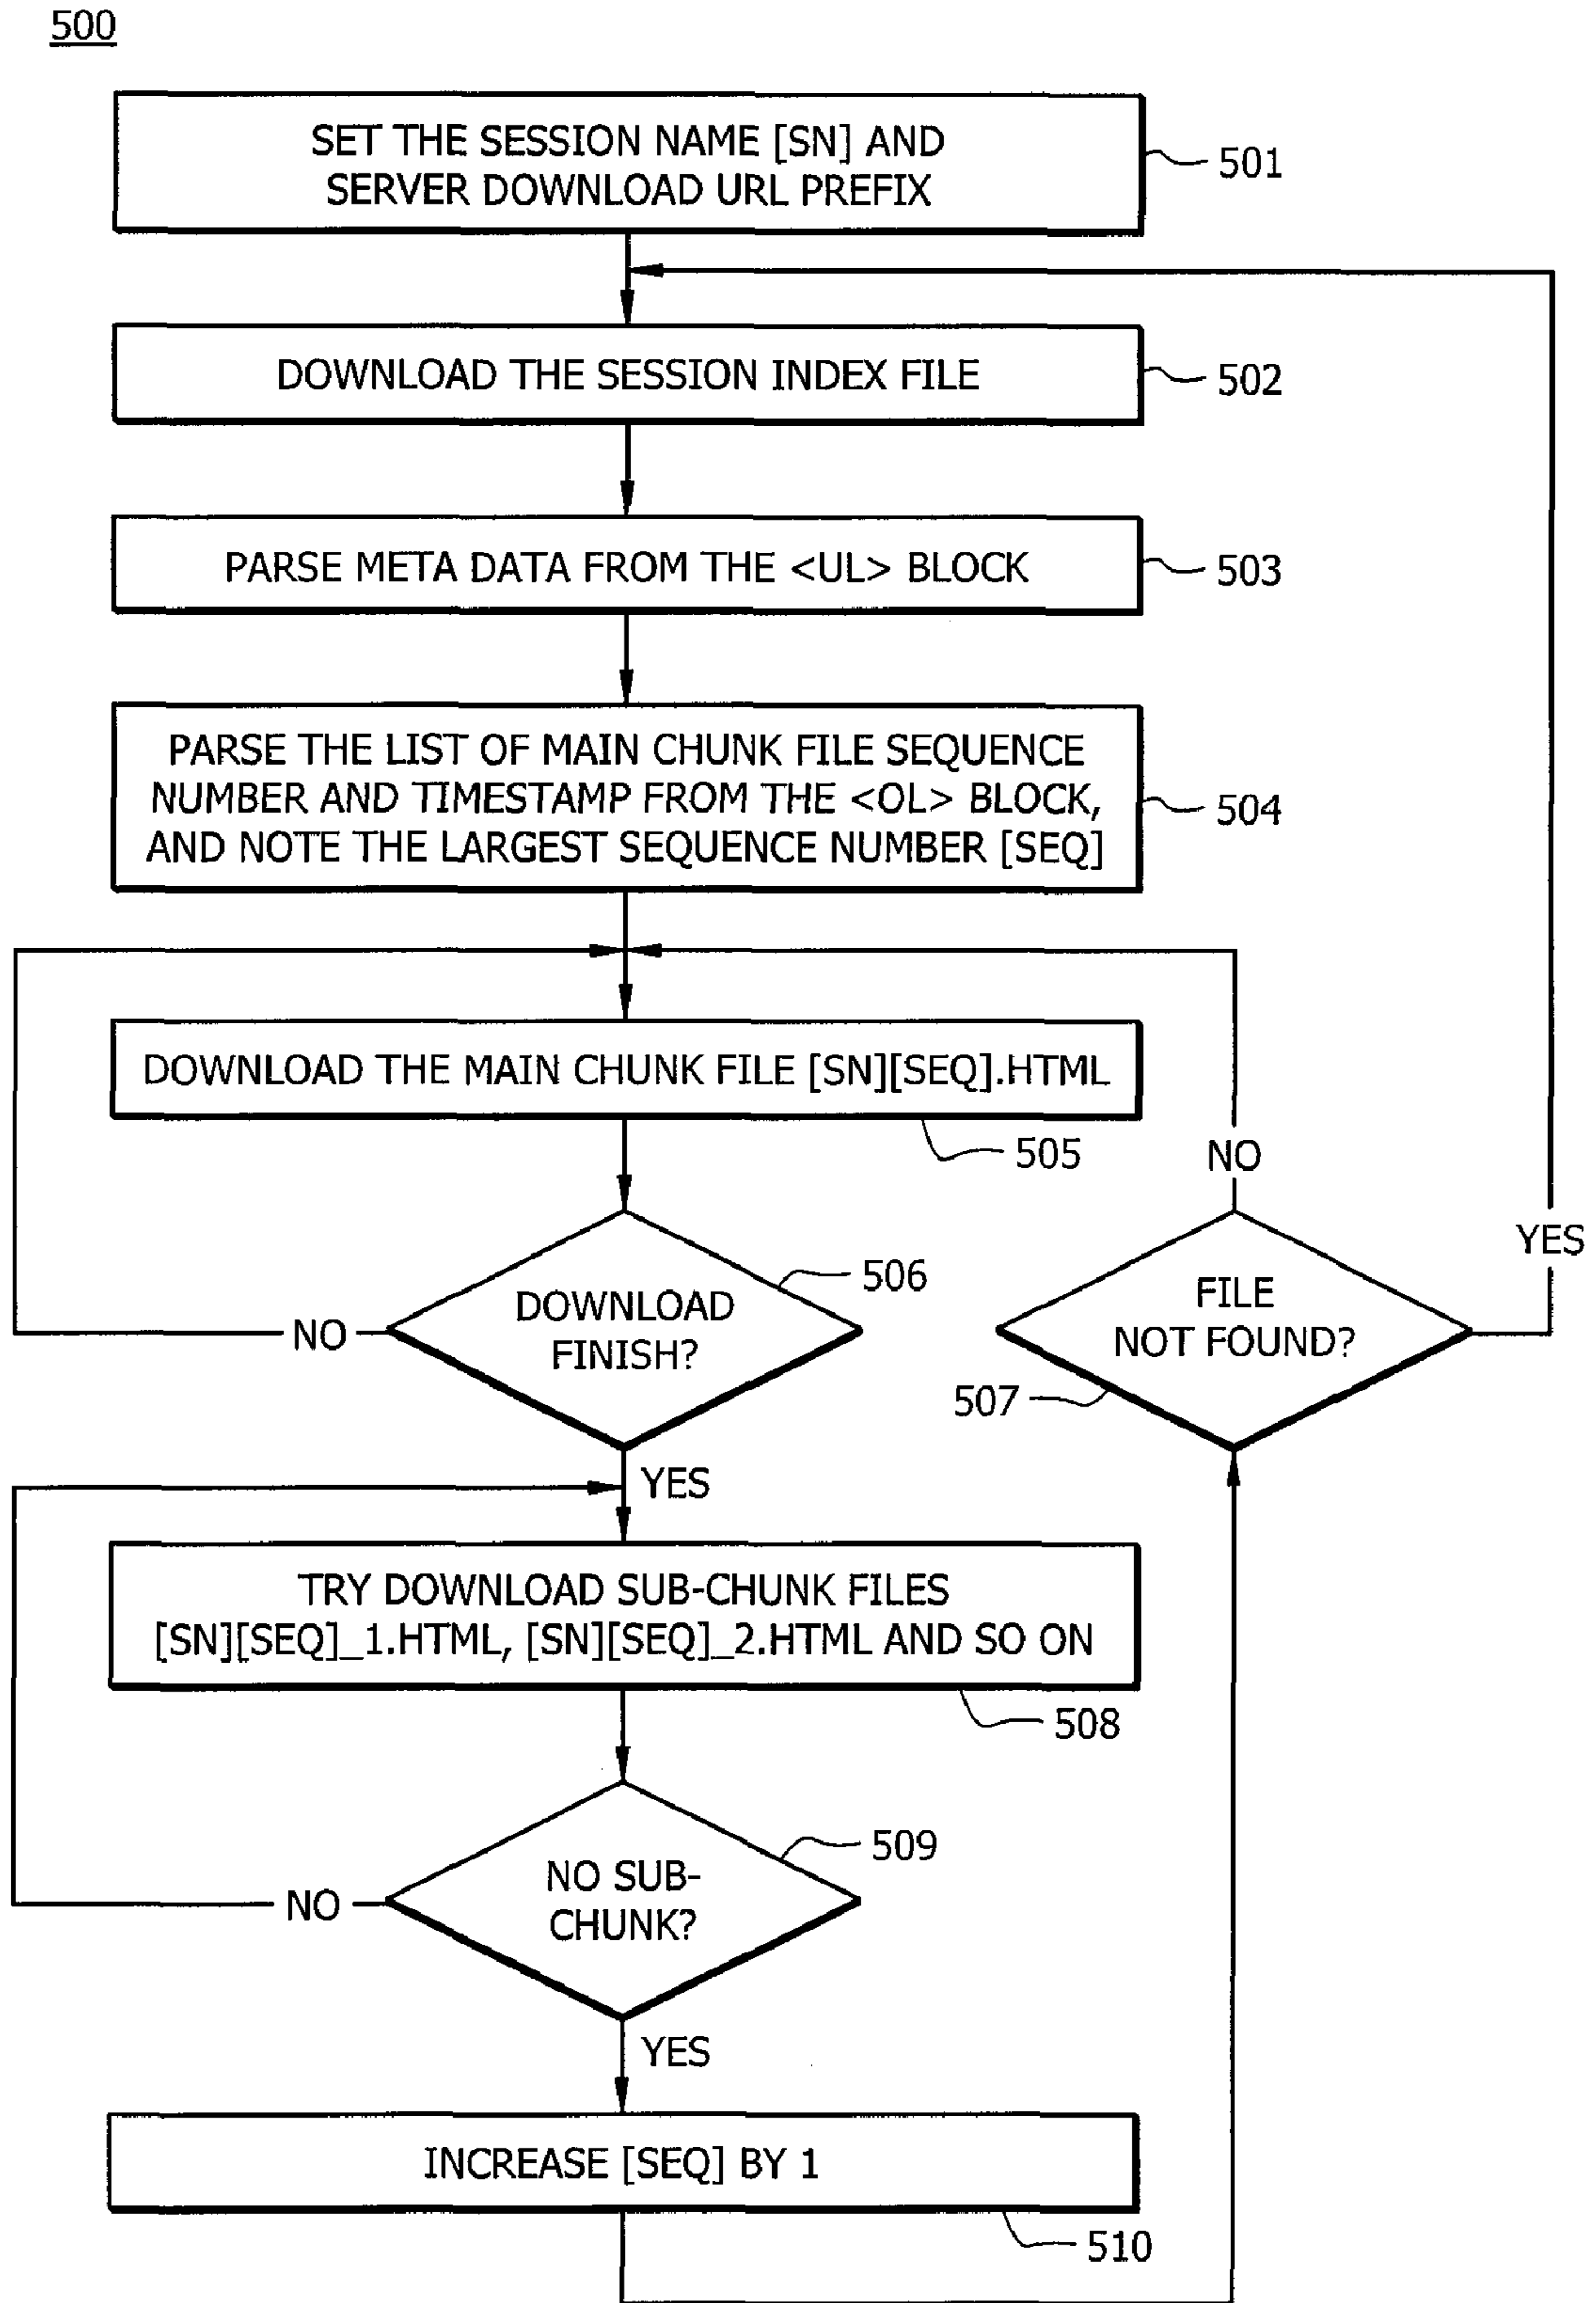 500
SET THE SESSION NAME [SN] AND
SERVER DOWNLOAD URL PREFIX
501
DOWNLOAD THE SESSION INDEX FILE
502
PARSE META DATA FROM THE <UL> BLOCK
503
PARSE THE LIST OF MAIN CHUNK FILE SEQUENCE
NUMBER AND TIMESTAMP FROM THE <OL> BLOCK,
AND NOTE THE LARGEST SEQUENCE NUMBER [SEQ]
504
DOWNLOAD THE MAIN CHUNK FILE [SN][SEQ].HTML
505
NO
YES
DOWNLOAD
FINISH?
506
NO
FILE
NOT FOUND?
507
YES
TRY DOWNLOAD SUB-CHUNK FILES
[SN][SEQ]_1.HTML, [SN][SEQ]_2.HTML AND SO ON
508
NO SUB-
CHUNK?
509
NO
YES
INCREASE [SEQ] BY 1
510